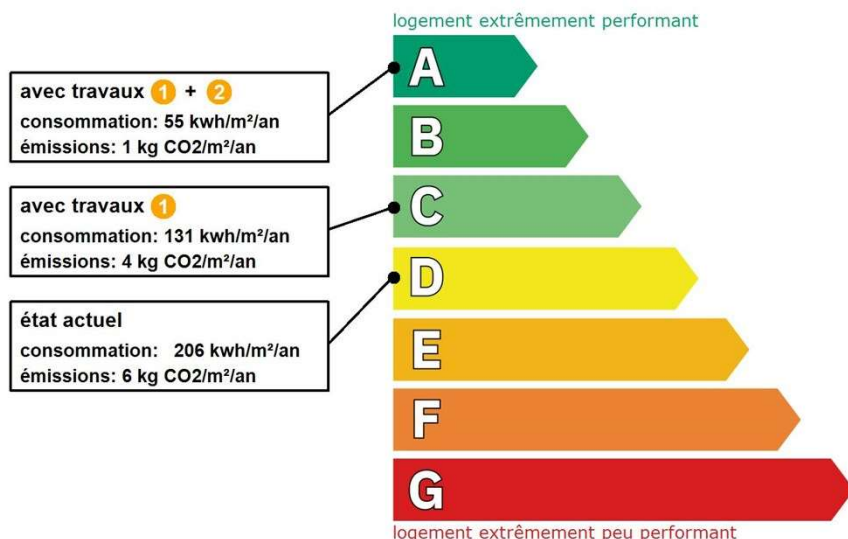 logement extrêmement performant
avec travaux 1 + 2
consommation: 55 kwh/m²/an
émissions: 1 kg CO2/m²/an
avec travaux 1
consommation: 131 kwh/m²/an
émissions: 4 kg CO2/m²/an
état actuel
consommation: 206 kwh/m²/an
émissions: 6 kg CO2/m²/an
A
B
C
D
E
F
G
logement extrêmement peu performant